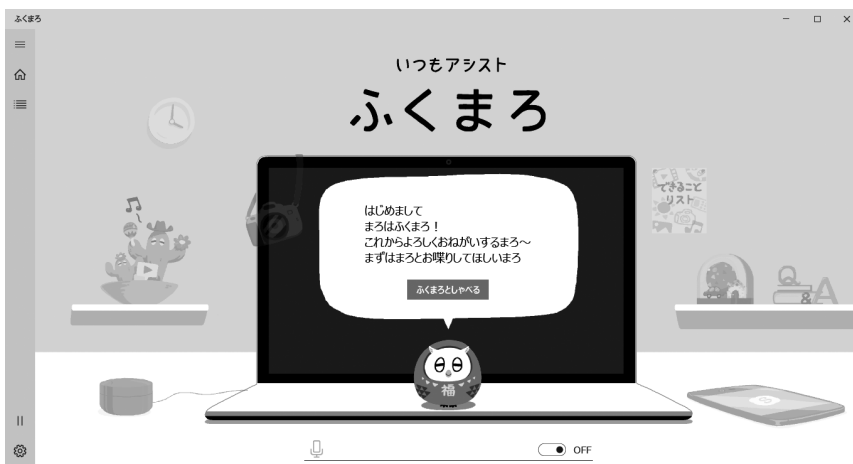 ふくまろ
いつもアシスト
ふくまろ
できること
リスト
はじめまして
まろはふくまろ！
これからよろしくおねがいするまろ～
まずはまろとお喋りしてほしいまろ
ふくまろとしゃべる
Q
A
福
OFF